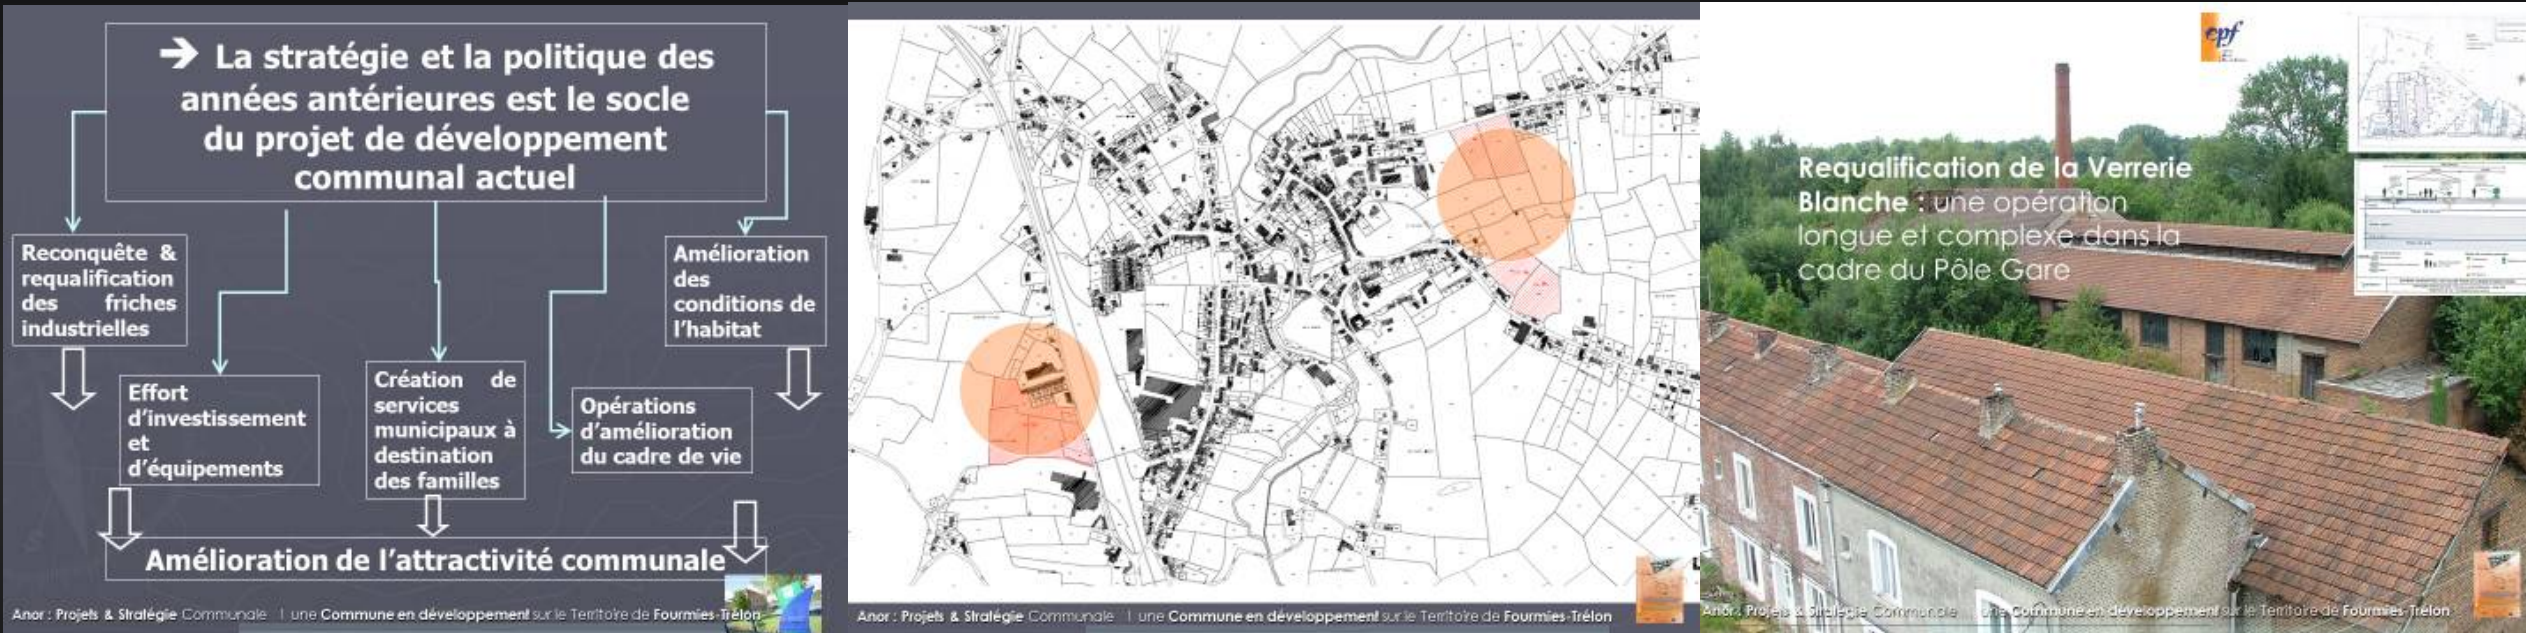 ➔ La stratégie et la politique des
années antérieures est le socle
du projet de développement
communal actuel
Reconquête &
requalification
des friches
industrielles
Effort
d'investissement
et
d'équipements
Création de
services
municipaux à
destination
des familles
Opérations
d'amélioration
du cadre de vie
Amélioration
des
conditions de
l'habitat
Amélioration de l'attractivité communale
Anor : Projets & Stratégie Communale | une Commune en développement sur le Territoire de Fourmies-Trélon
Anor : Projets & Stratégie Communale | une Commune en développement sur le Territoire de Fourmies-Trélon
epf
Requalification de la Verrerie
Blanche : une opération
longue et complexe dans la
cadre du Pôle Gare
Anor : Projets & Stratégie Communale | une Commune en développement sur le Territoire de Fourmies-Trélon